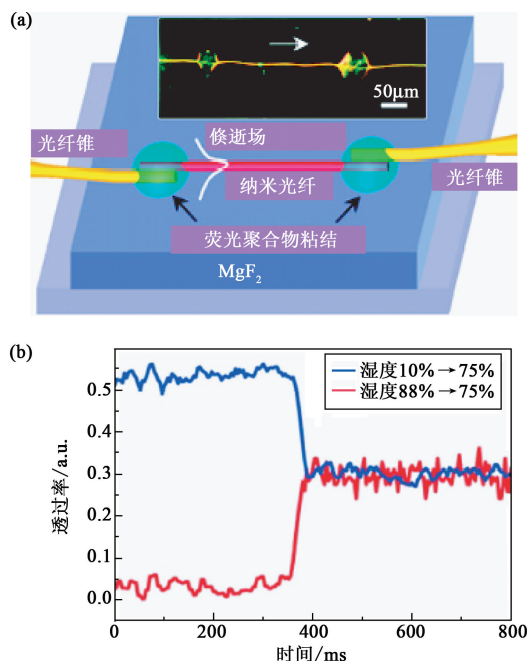 (a)
50μm
光纤锥
倏逝场
纳米光纤
光纤锥
荧光聚合物粘结
MgF₂
(b)
湿度10%→75%
湿度88%→75%
0.5
0.4
0.3
0.2
0.1
0.0
透过率/a.u.
0 200 400 600 800
时间/ms